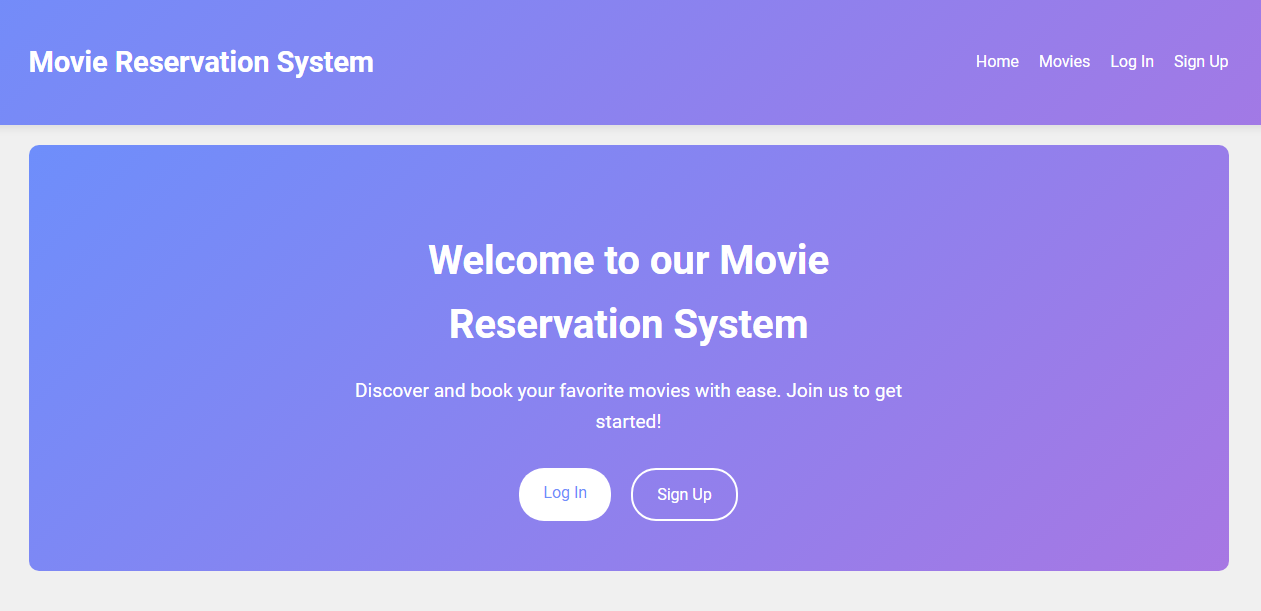 Movie Reservation System
Home Movies Log In Sign Up
Welcome to our Movie
Reservation System
Discover and book your favorite movies with ease. Join us to get
started!
Log In Sign Up